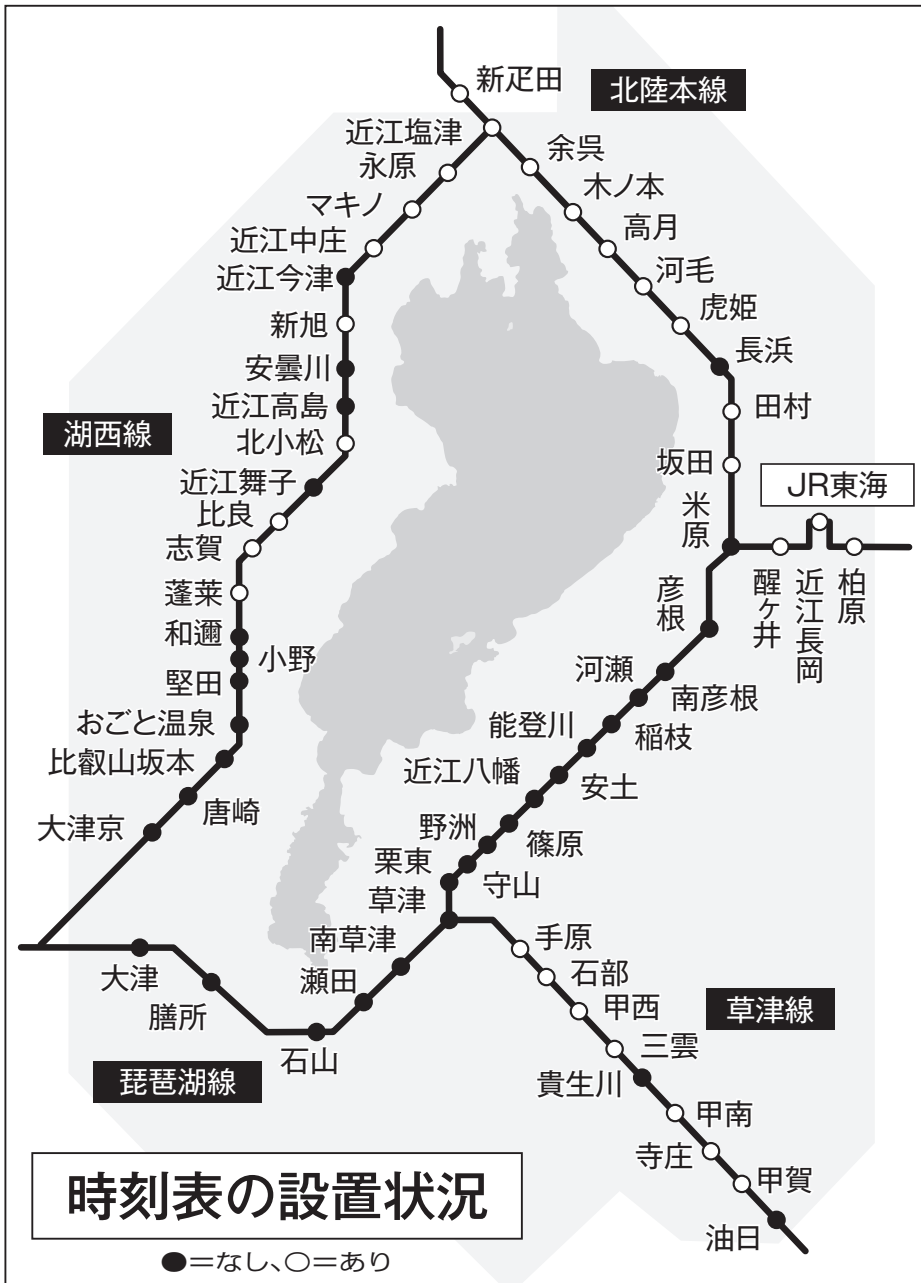 新疋田
北陸本線
近江塩津
永原
マキノ
近江中庄
近江今津
新旭
安曇川
近江高島
北小松
近江舞子
比良
志賀
蓬莱
和邇
小野
堅田
おごと温泉
比叡山坂本
唐崎
大津京
湖西線
余呉
木ノ本
高月
河毛
虎姫
長浜
田村
坂田
米原
JR東海
醒ヶ井
近江長岡
柏原
彦根
南彦根
河瀬
稲枝
能登川
安土
近江八幡
篠原
野洲
守山
栗東
草津
南草津
瀬田
石山
膳所
大津
琵琶湖線
手原
石部
甲西
三雲
貴生川
甲南
寺庄
甲賀
油日
草津線
時刻表の設置状況
●=なし、○=あり